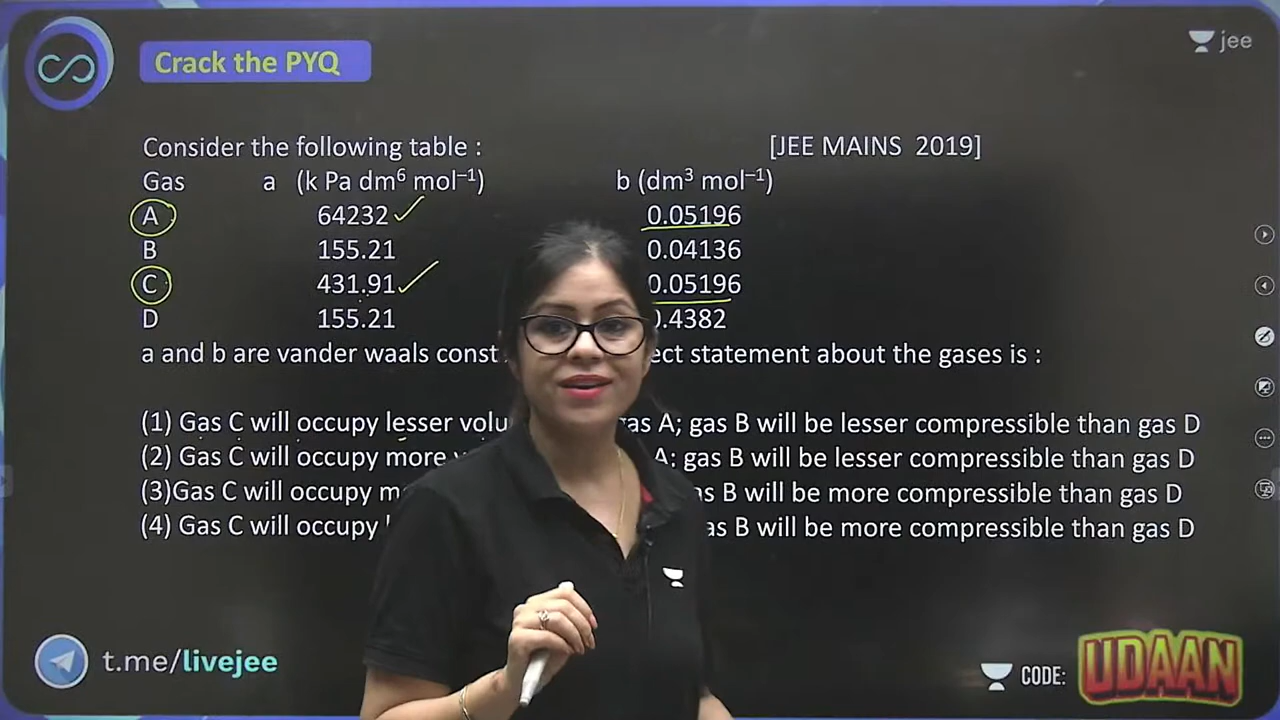 Crack the PYQ
jee
Consider the following table : [JEE MAINS 2019]
Gas a (k Pa dm⁶ mol⁻¹) b (dm³ mol⁻¹)
A 64232 0.05196
B 155.21 0.04136
C 431.91 0.05196
D 155.21 0.4382
a and b are vander waals statement about the gases is :
(1) Gas C will occupy lesser gas A; gas B will be lesser compressible than gas D
(2) Gas C will occupy more A; gas B will be lesser compressible than gas D
(3)Gas C will occupy B will be more compressible than gas D
(4) Gas C will occupy B will be more compressible than gas D
t.me/livejee
CODE: UDAAN